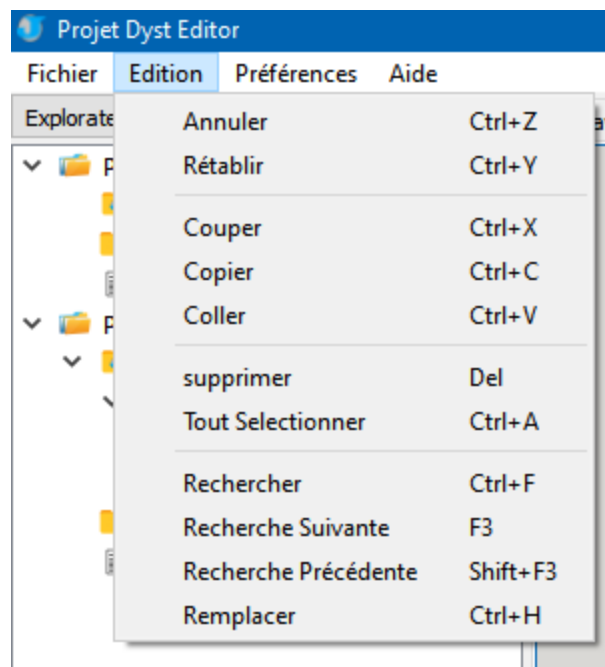 Projet Dyst Editor
Fichier Edition Préférences Aide
Explorate
Annuler Ctrl+Z
Rétablir Ctrl+Y
Couper Ctrl+X
Copier Ctrl+C
Coller Ctrl+V
supprimer Del
Tout Selectionner Ctrl+A
Rechercher Ctrl+F
Recherche Suivante F3
Recherche Précédente Shift+F3
Remplacer Ctrl+H